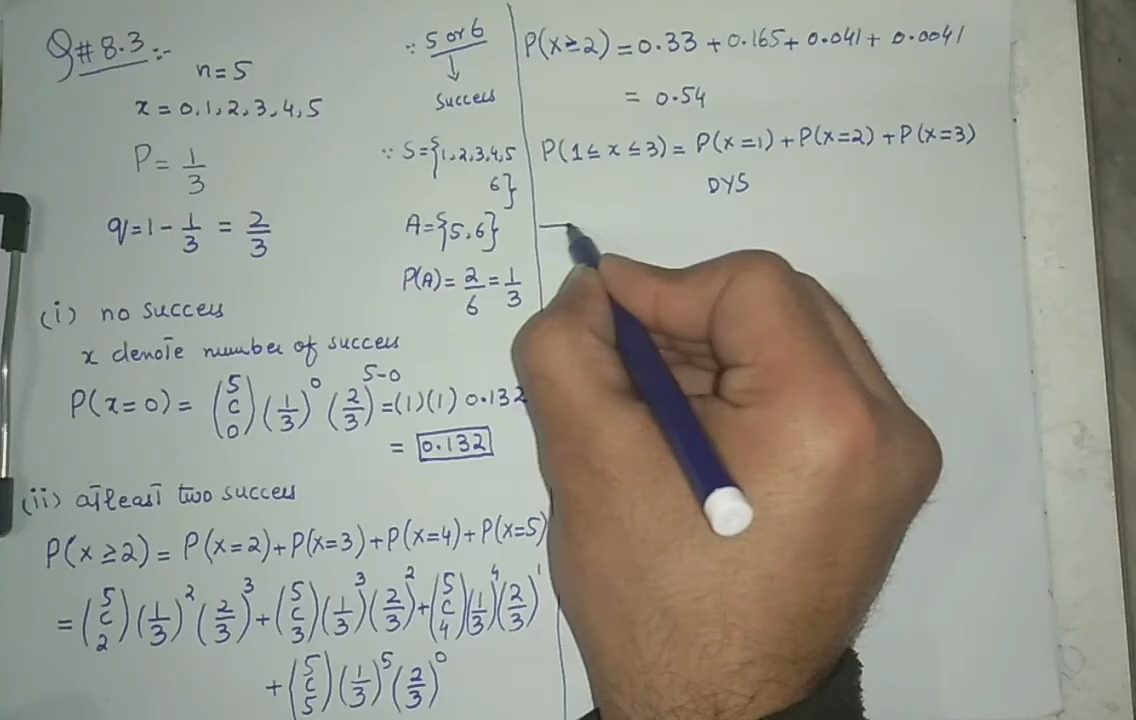 Q#8.3:-
n=5
x = 0,1,2,3,4,5
P = 1/3
q = 1 - 1/3 = 2/3
∵ 5 or 6
↓
success
∵ S={1,2,3,4,5
6}
A={5,6}
P(A) = 2/6 = 1/3
(i) no success
x denote number of success
P(x=0) = (5 C 0) (1/3)^0 (2/3)^5-0 = (1)(1) 0.132
= 0.132
(ii) atleast two success
P(x≥2) = P(x=2)+P(x=3)+P(x=4)+P(x=5)
= (5 C 2) (1/3)^2 (2/3)^3 + (5 C 3) (1/3)^3 (2/3)^2 + (5 C 4) (1/3)^4 (2/3)^1
+ (5 C 5) (1/3)^5 (2/3)^0
P(x≥2) = 0.33 + 0.165 + 0.041 + 0.0041
= 0.54
P(1≤x≤3) = P(x=1) + P(x=2) + P(x=3)
DYS